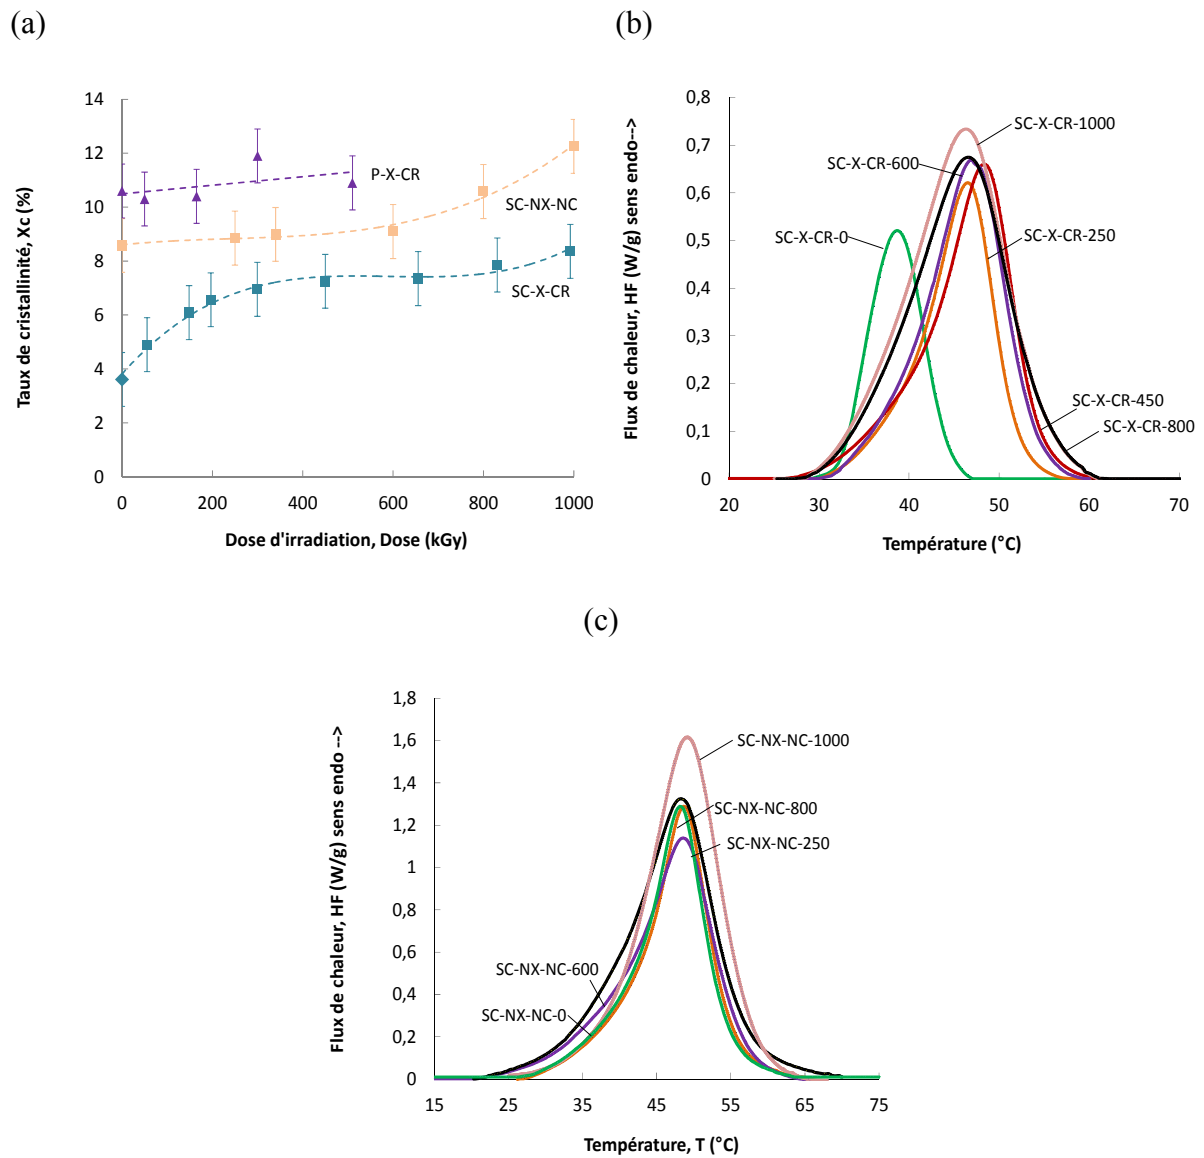 (a)
14
12
10
8
6
4
2
0
Taux de cristallinité, Xc (%)
P-X-CR
SC-NX-NC
SC-X-CR
0
200
400
600
800
1000
Dose d'irradiation, Dose (kGy)
(b)
0,8
0,7
0,6
0,5
0,4
0,3
0,2
0,1
0
Flux de chaleur, HF (W/g) sens endo-->
SC-X-CR-1000
SC-X-CR-600
SC-X-CR-0
SC-X-CR-250
SC-X-CR-450
SC-X-CR-800
20
30
40
50
60
70
Température (°C)
(c)
1,8
1,6
1,4
1,2
1
0,8
0,6
0,4
0,2
0
Flux de chaleur, HF (W/g) sens endo -->
SC-NX-NC-1000
SC-NX-NC-800
SC-NX-NC-250
SC-NX-NC-600
SC-NX-NC-0
15
25
35
45
55
65
75
Température, T (°C)